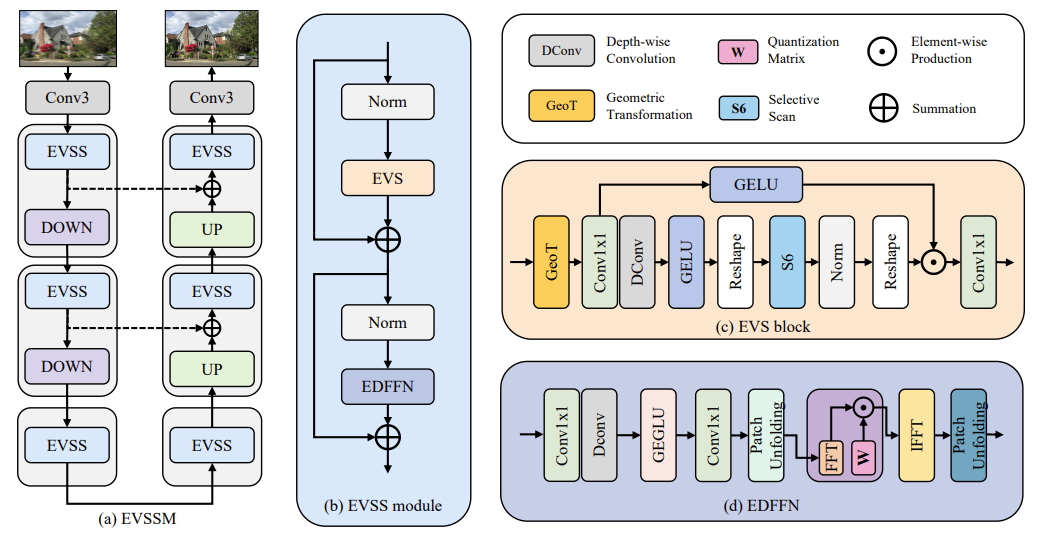 Conv3
EVSS
DOWN
EVSS
DOWN
EVSS
Conv3
EVSS
UP
EVSS
UP
EVSS
(a) EVSSM
Norm
EVS
Norm
EDFFN
(b) EVSS module
DConv
Depth-wise
Convolution
W
Quantization
Matrix
Element-wise
Production
GeoT
Geometric
Transformation
S6
Selective
Scan
Summation
GELU
GeoT
Conv1x1
DConv
GELU
Reshape
S6
Norm
Reshape
Conv1x1
(c) EVS block
Conv1x1
Dconv
GEGLU
Conv1x1
Patch
Unfolding
FFT
W
IFFT
Patch
Unfolding
(d) EDFFN